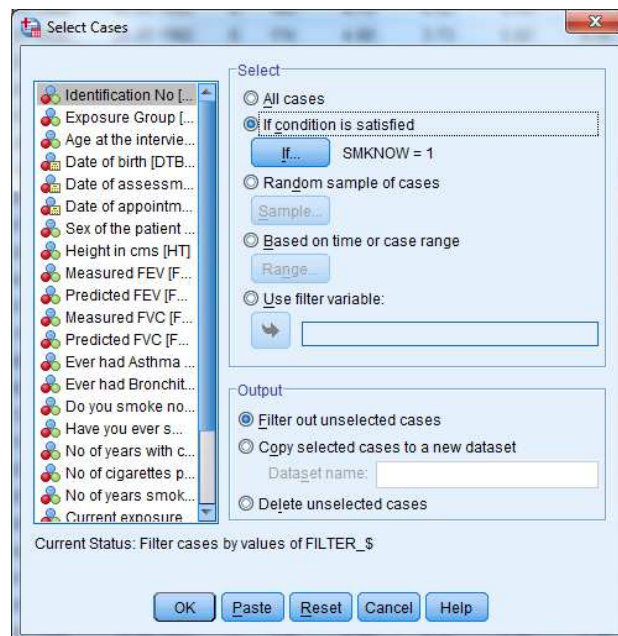 Select Cases
Identification No [...
Exposure Group [...
Age at the intervie...
Date of birth [DTB...
Date of assessm...
Date of appointm...
Sex of the patient ...
Height in cms [HT]
Measured FEV [F...
Predicted FEV [F...
Measured FVC [F...
Predicted FVC [F...
Ever had Asthma ...
Ever had Bronchit...
Do you smoke no...
Have you ever s...
No of years with c...
No of cigarettes p...
No of years smok...
Current exposure
Select
All cases
If condition is satisfied
If... SMKNOW = 1
Random sample of cases
Sample...
Based on time or case range
Range...
Use filter variable:
Output
Filter out unselected cases
Copy selected cases to a new dataset
Dataset name:
Delete unselected cases
Current Status: Filter cases by values of FILTER_$
OK Paste Reset Cancel Help